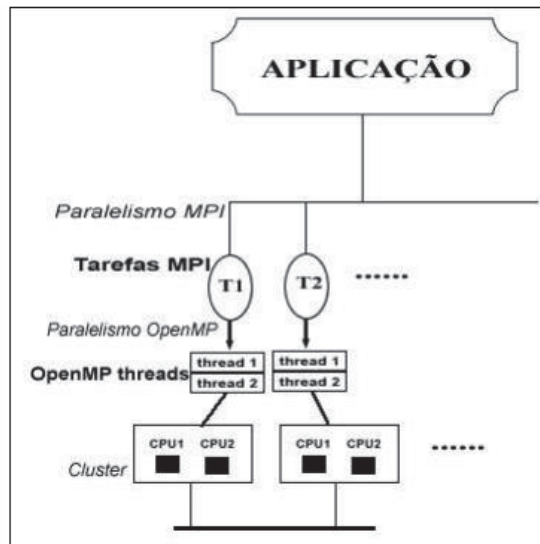 APLICAÇÃO
Paralelismo MPI
Tarefas MPI
T1
T2
Paralelismo OpenMP
OpenMP threads
thread 1
thread 2
thread 1
thread 2
CPU1 CPU2
CPU1 CPU2
Cluster